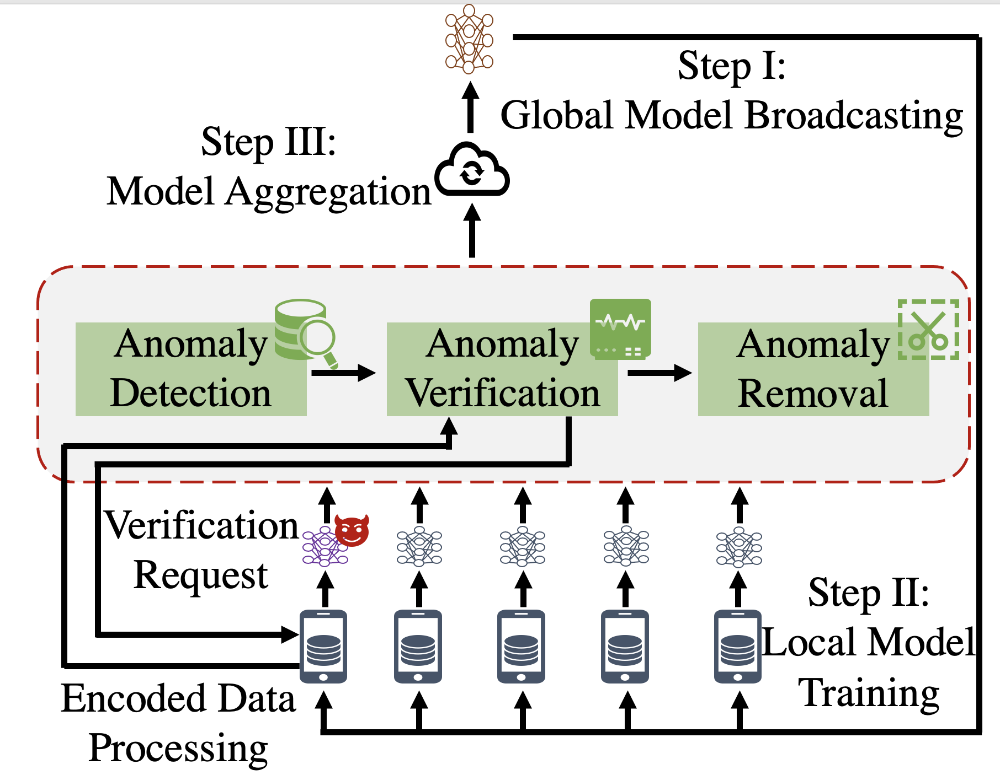 Step I:
Global Model Broadcasting
Step III:
Model Aggregation
Anomaly
Detection
Anomaly
Verification
Anomaly
Removal
Verification
Request
Step II:
Local Model
Training
Encoded Data
Processing